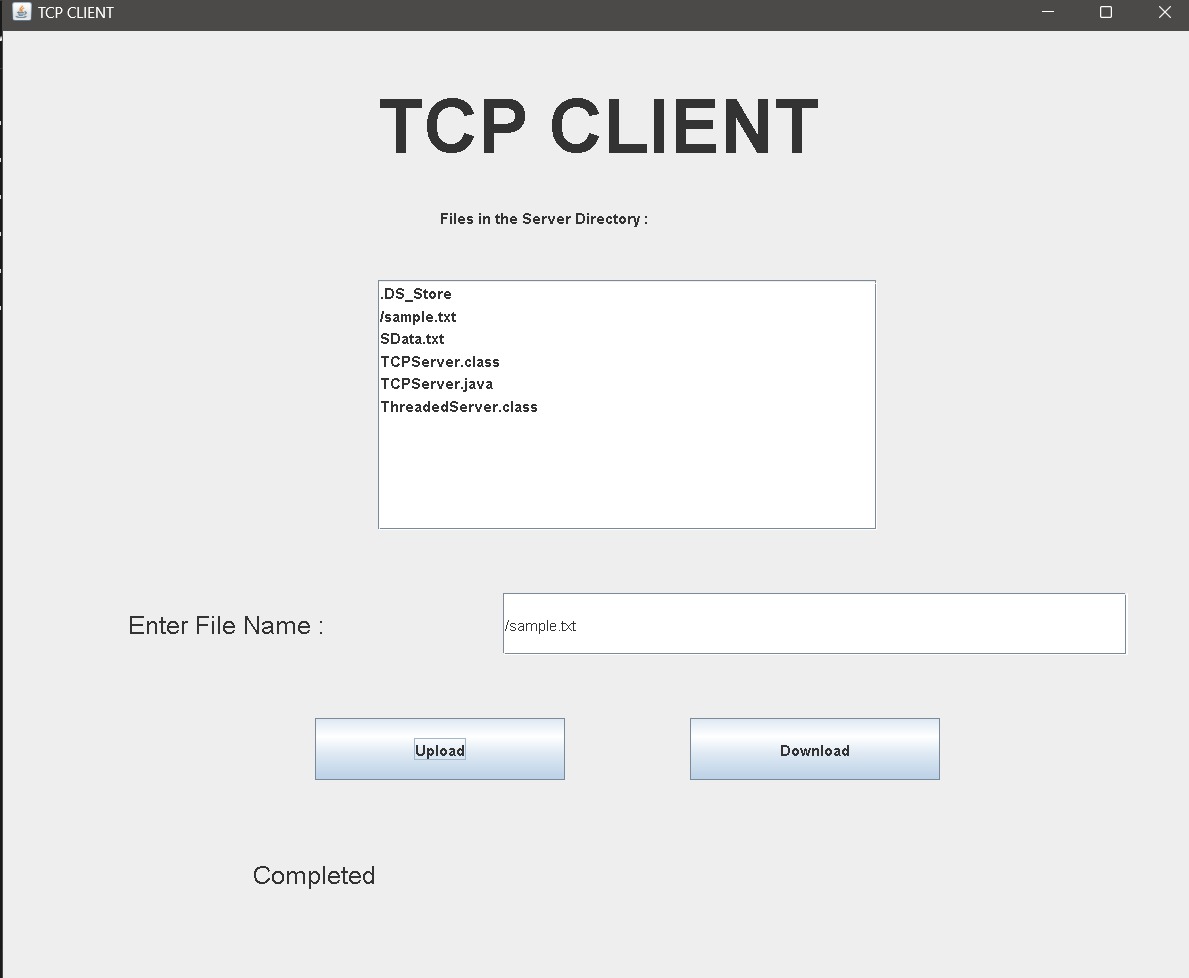 TCP CLIENT
TCP CLIENT
Files in the Server Directory :
.DS_Store
/sample.txt
SData.txt
TCPServer.class
TCPServer.java
ThreadedServer.class
Enter File Name :
/sample.txt
Upload
Download
Completed